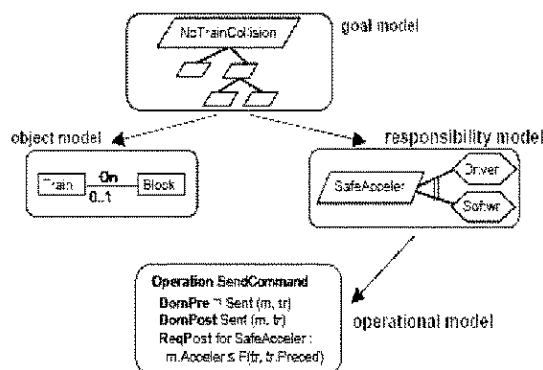 goal model
NoTrainCollision
object model
responsibility model
Train
On
0..1
Block
SafeAcceler
Driver
Softwr
Operation SendCommand
DomPre ¬ Sent (m, tr)
DomPost Sent (m, tr)
ReqPost for SafeAcceler :
m.Acceler ≤ F(tr, tr.Preced)
operational model